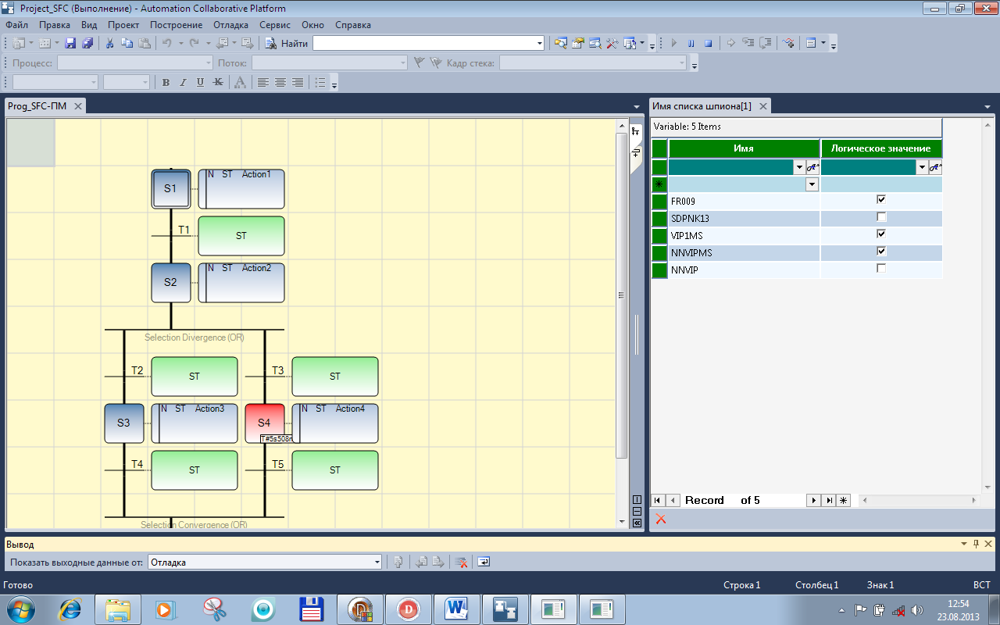 Project_SFC (Выполнение) - Automation Collaborative Platform
Файл Правка Вид Проект Построение Отладка Сервис Окно Справка
Найти
Процесс: Поток: Кадр стека:
B I U K A
Prog_SFC-ПМ
Имя списка шпиона[1]
Variable: 5 Items
Имя Логическое значение
FR009
SDPNK13
VIP1MS
NNVIPMS
NNVIP
Record of 5
S1 N ST Action1
T1 ST
S2 N ST Action2
Selection Divergence (OR)
T2 ST T3 ST
S3 N ST Action3 S4 N ST Action4
T#5s508
T4 ST T5 ST
Selection Convergence (OR)
Вывод
Показать выходные данные от: Отладка
Готово Строка 1 Столбец 1 Знак 1 ВСТ
12:54
23.08.2013